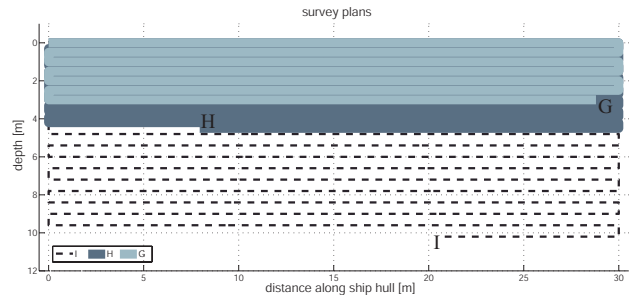 survey plans
0
2
4
6
8
10
12
depth [m]
H
G
I
I H G
0 5 10 15 20 25 30
distance along ship hull [m]